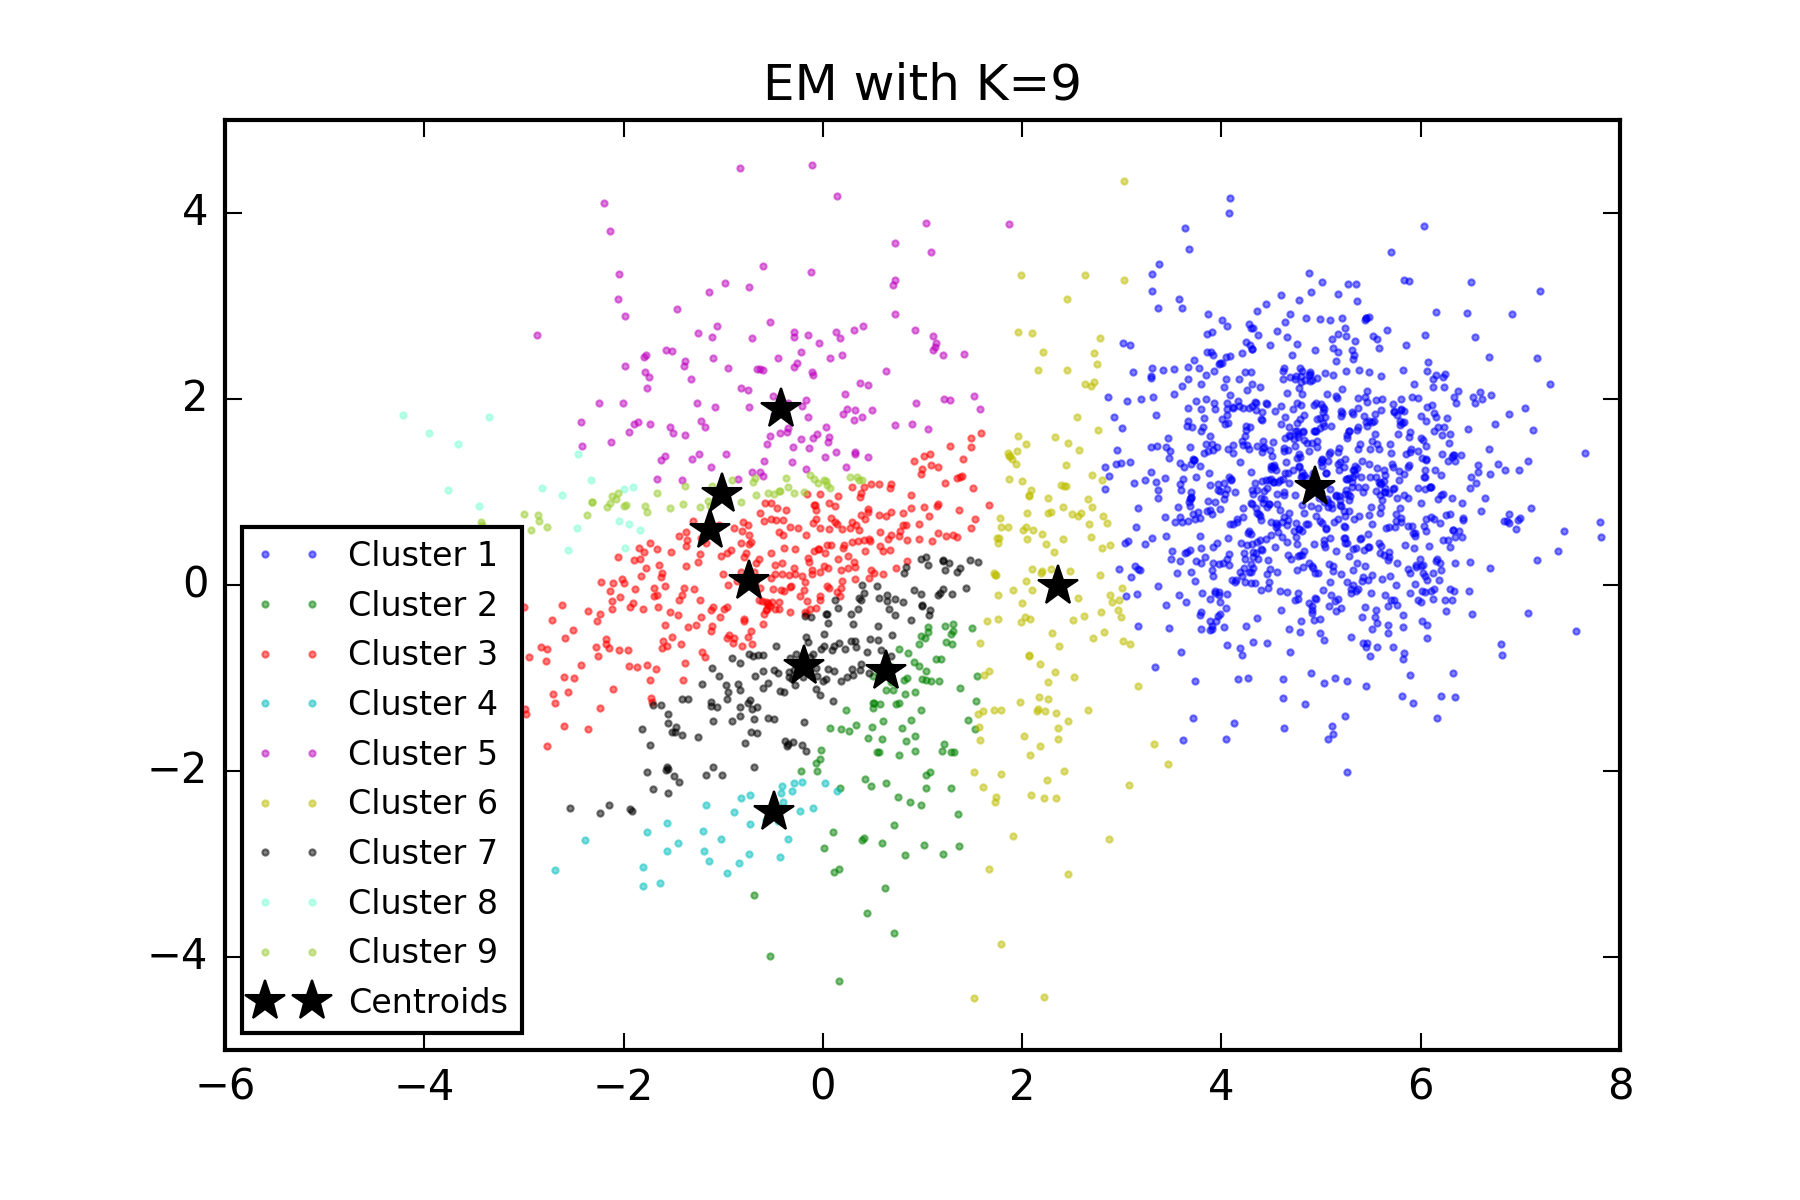 EM with K=9
4
2
0
−2
−4
Cluster 1
Cluster 2
Cluster 3
Cluster 4
Cluster 5
Cluster 6
Cluster 7
Cluster 8
Cluster 9
Centroids
−6 −4 −2 0 2 4 6 8